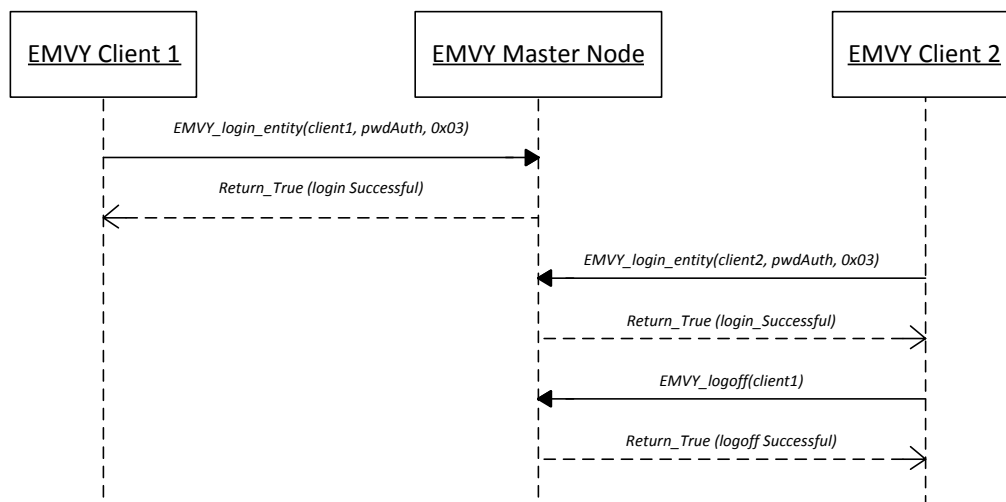 EMVY Client 1
EMVY Master Node
EMVY Client 2
EMVY_login_entity(client1, pwdAuth, 0x03)
Return_True (login Successful)
EMVY_login_entity(client2, pwdAuth, 0x03)
Return_True (login_Successful)
EMVY_logoff(client1)
Return_True (logoff Successful)